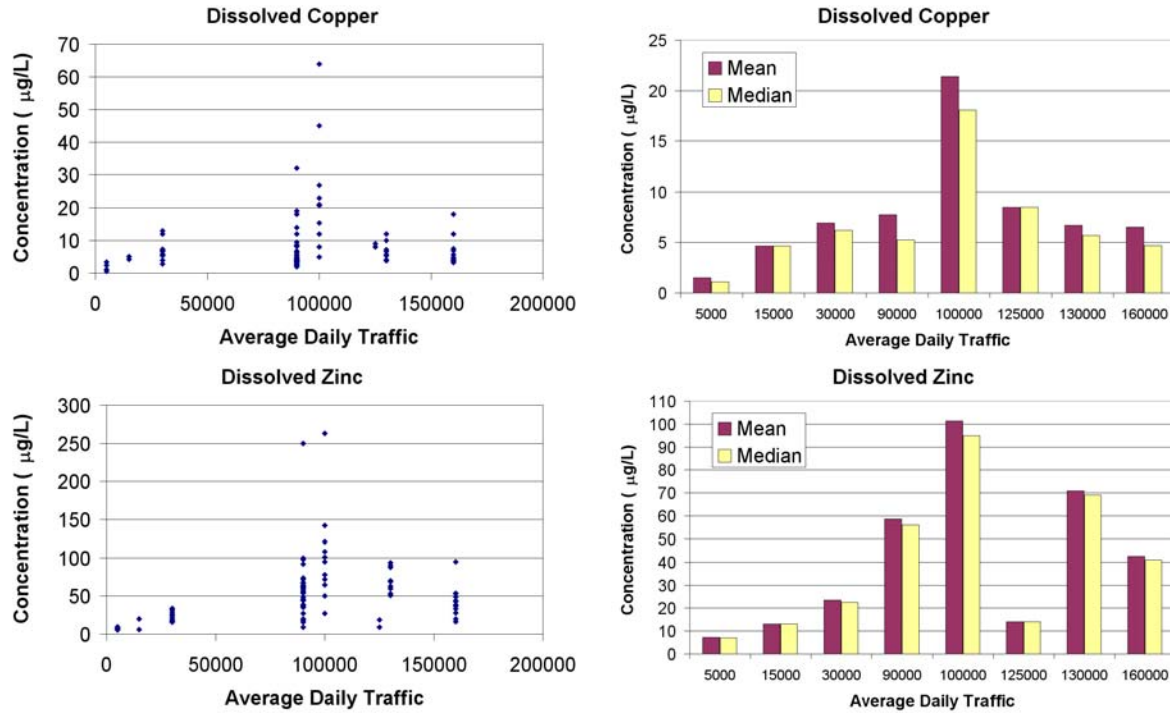 Dissolved Copper
Concentration ( µg/L)
70
60
50
40
30
20
10
0
0 50000 100000 150000 200000
Average Daily Traffic
Dissolved Copper
Concentration ( µg/L)
25
20
15
10
5
0
Mean
Median
5000 15000 30000 90000 100000 125000 130000 160000
Average Daily Traffic
Dissolved Zinc
Concentration ( µg/L)
300
250
200
150
100
50
0
0 50000 100000 150000 200000
Average Daily Traffic
Dissolved Zinc
Concentration ( µg/L)
110
100
90
80
70
60
50
40
30
20
10
0
Mean
Median
5000 15000 30000 90000 100000 125000 130000 160000
Average Daily Traffic